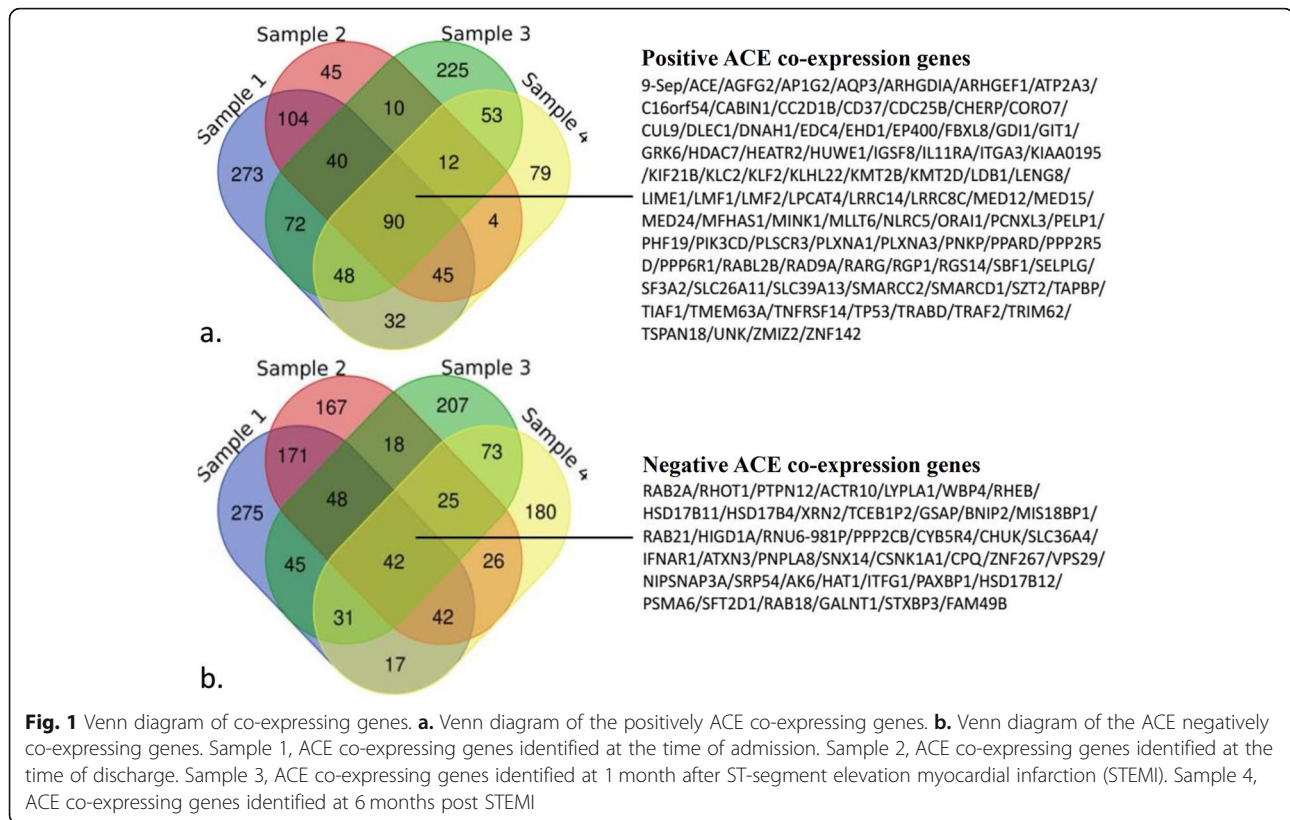 Sample 1
Sample 2
Sample 3
Sample 4
45
225
104
10
53
273
40
12
79
72
90
4
48
45
32
a.
Positive ACE co-expression genes
9-Sep/ACE/AGFG2/AP1G2/AQP3/ARHGDIA/ARHGEF1/ATP2A3/
C16orf54/CABIN1/CC2D1B/CD37/CDC25B/CHERP/CORO7/
CUL9/DLEC1/DNAH1/EDC4/EHD1/EP400/FBXL8/GDI1/GIT1/
GRK6/HDAC7/HEATR2/HUWE1/IGSF8/IL11RA/ITGA3/KIAA0195
/KIF21B/KLC2/KLF2/KLHL22/KMT2B/KMT2D/LDB1/LENG8/
LIME1/LMF1/LMF2/LPCAT4/LRRC14/LRRC8C/MED12/MED15/
MED24/MFHAS1/MINK1/MLLT6/NLRC5/ORAI1/PCNXL3/PELP1/
PHF19/PIK3CD/PLSCR3/PLXNA1/PLXNA3/PNKP/PPARD/PPP2R5
D/PPP6R1/RABL2B/RAD9A/RARG/RGP1/RGS14/SBF1/SELPLG/
SF3A2/SLC26A11/SLC39A13/SMARCC2/SMARCD1/SZT2/TAPBP/
TIAF1/TMEM63A/TNFRSF14/TP53/TRABD/TRAF2/TRIM62/
TSPAN18/UNK/ZMIZ2/ZNF142
Sample 1
Sample 2
Sample 3
Sample 4
167
207
171
18
73
275
48
25
180
45
42
26
31
42
17
b.
Negative ACE co-expression genes
RAB2A/RHOT1/PTPN12/ACTR10/LYPLA1/WBP4/RHEB/
HSD17B11/HSD17B4/XRN2/TCEB1P2/GSAP/BNIP2/MIS18BP1/
RAB21/HIGD1A/RNU6-981P/PPP2CB/CYB5R4/CHUK/SLC36A4/
IFNAR1/ATXN3/PNPLA8/SNX14/CSNK1A1/CPQ/ZNF267/VPS29/
NIPSNAP3A/SRP54/AK6/HAT1/ITFG1/PAXBP1/HSD17B12/
PSMA6/SFT2D1/RAB18/GALNT1/STXBP3/FAM49B
Fig. 1 Venn diagram of co-expressing genes. a. Venn diagram of the positively ACE co-expressing genes. b. Venn diagram of the ACE negatively
co-expressing genes. Sample 1, ACE co-expressing genes identified at the time of admission. Sample 2, ACE co-expressing genes identified at the
time of discharge. Sample 3, ACE co-expressing genes identified at 1 month after ST-segment elevation myocardial infarction (STEMI). Sample 4,
ACE co-expressing genes identified at 6 months post STEMI